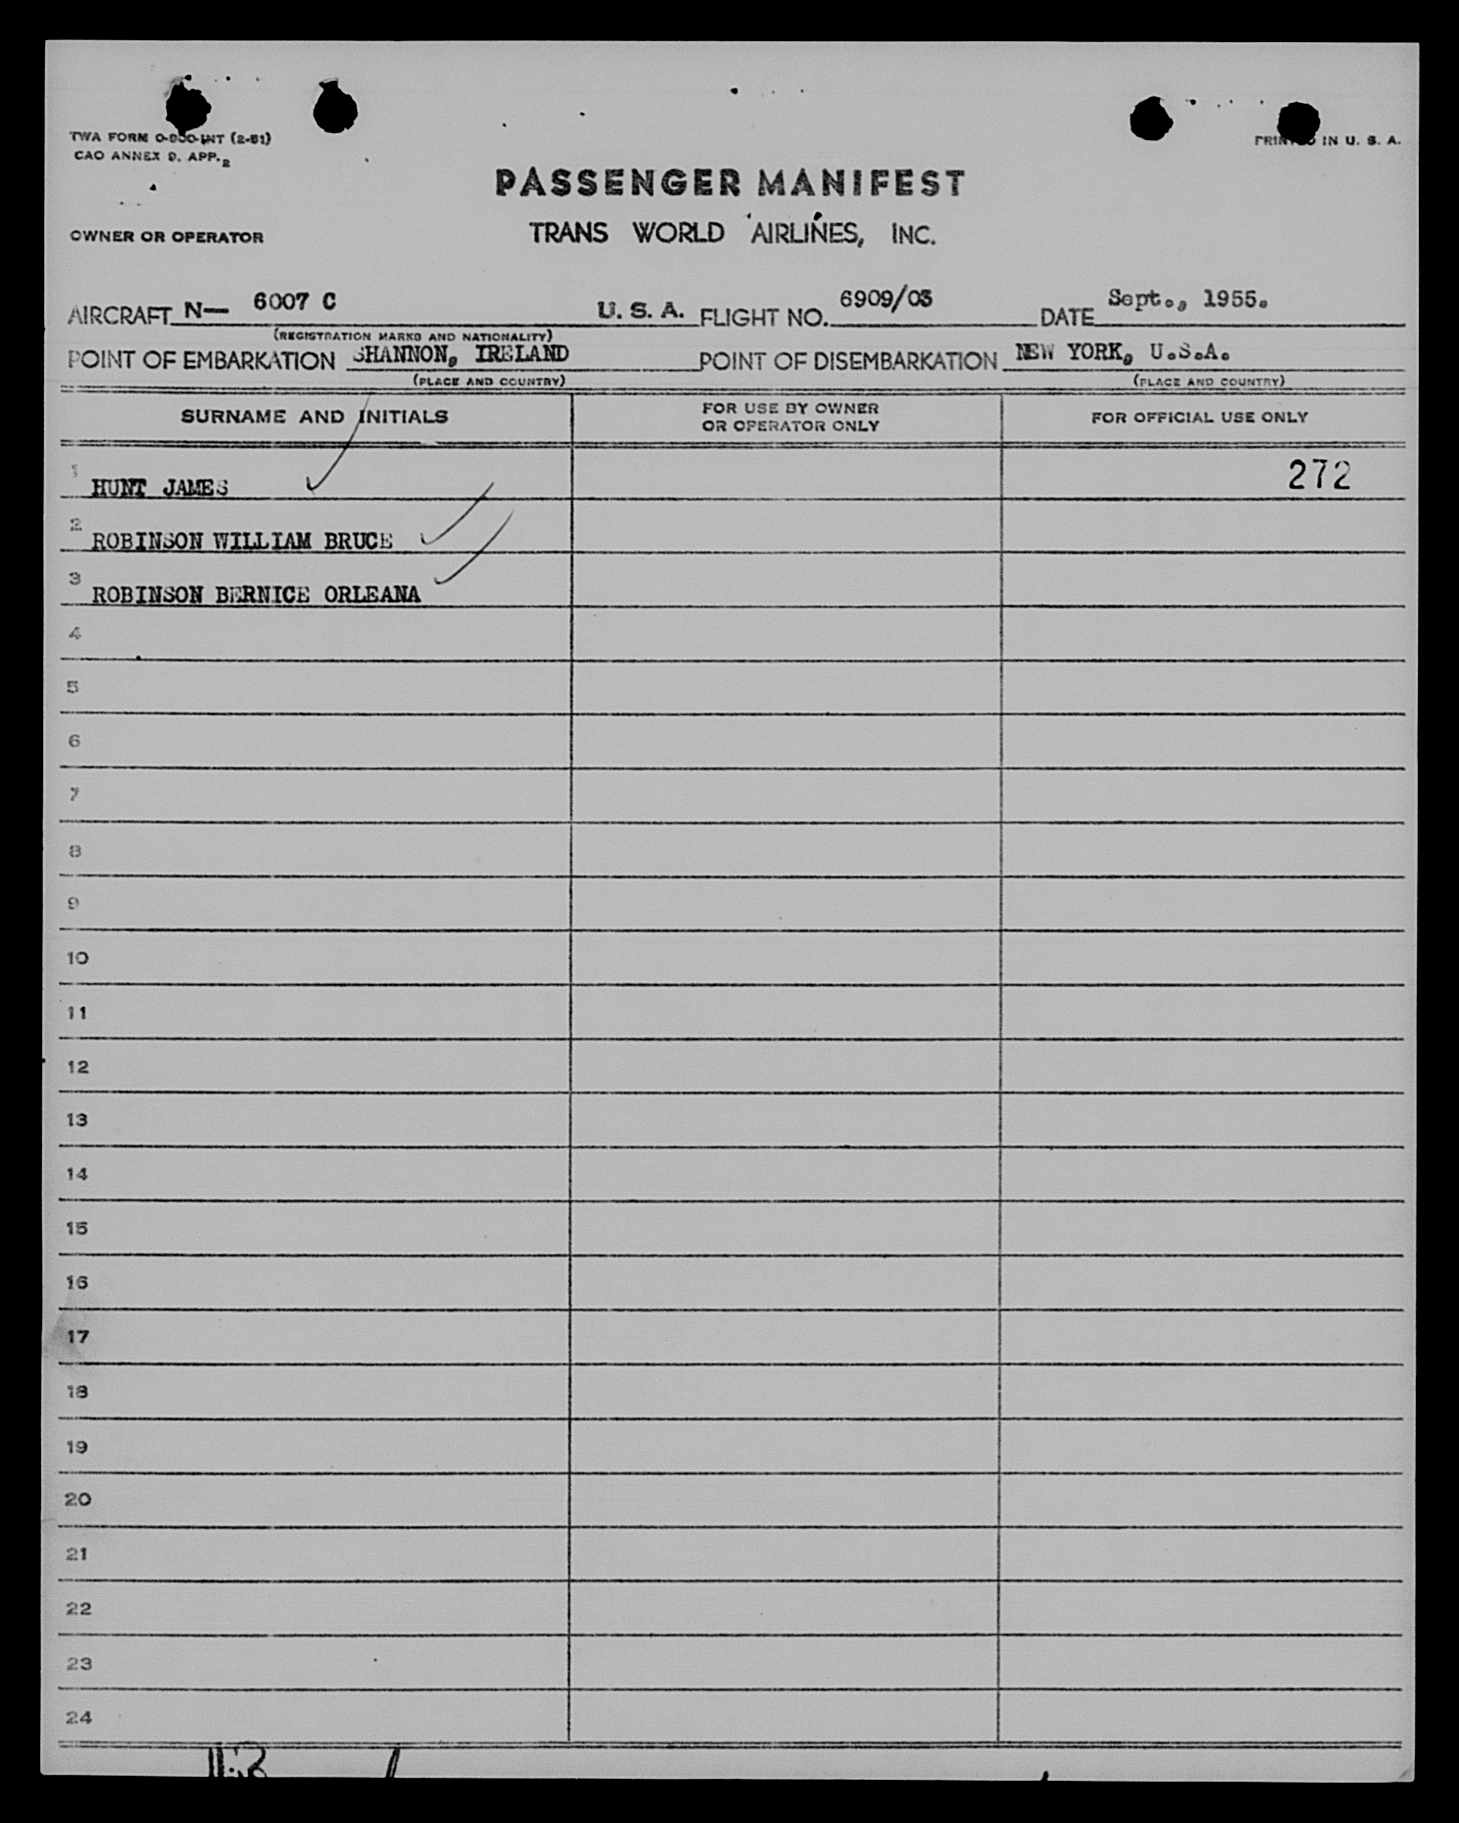 TWA FORM O-900-INT (2-51)
CAO ANNEX 9. APP. 2
PRINTED IN U. S. A.
PASSENGER MANIFEST
OWNER OR OPERATOR TRANS WORLD AIRLINES, INC.
AIRCRAFT N— 6007 C U. S. A. FLIGHT NO. 6909/03 DATE Sept., 1955.
(REGISTRATION MARKS AND NATIONALITY)
POINT OF EMBARKATION SHANNON, IRELAND POINT OF DISEMBARKATION NEW YORK, U.S.A.
(PLACE AND COUNTRY) (PLACE AND COUNTRY)
SURNAME AND INITIALS FOR USE BY OWNER OR OPERATOR ONLY FOR OFFICIAL USE ONLY
1 HUNT JAMES 272
2 ROBINSON WILLIAM BRUCE
3 ROBINSON BERNICE ORLEANA
4
5
6
7
8
9
10
11
12
13
14
15
16
17
18
19
20
21
22
23
24